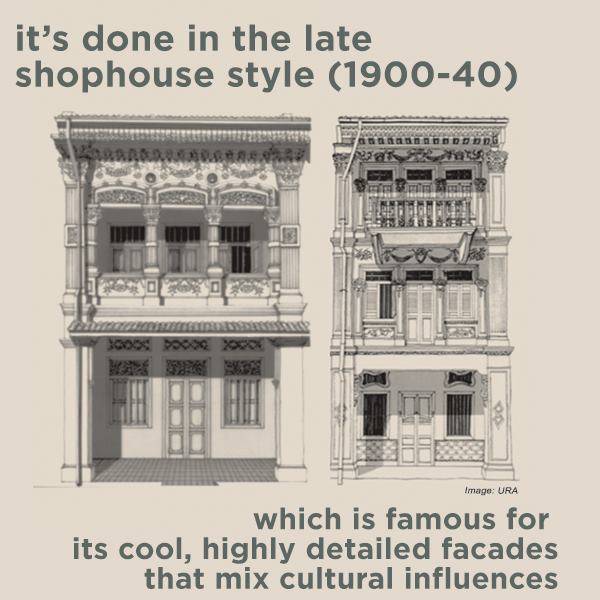 it’s done in the late
shophouse style (1900-40)
Image: URA
which is famous for
its cool, highly detailed facades
that mix cultural influences